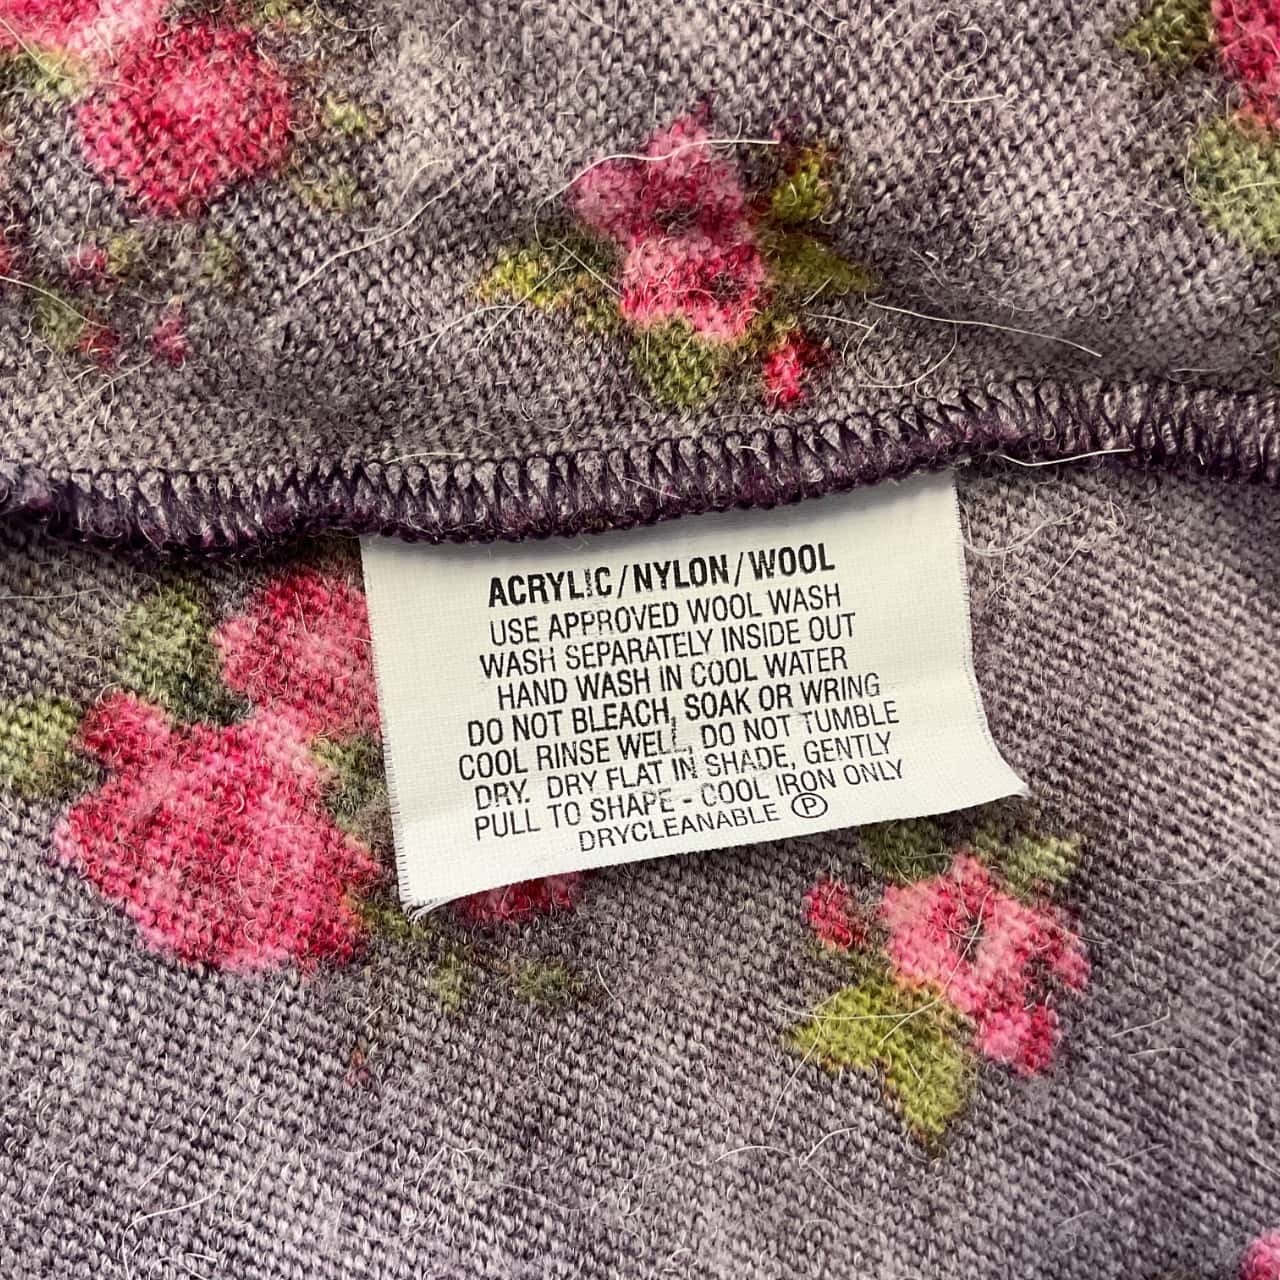 ACRYLIC/NYLON/WOOL
USE APPROVED WOOL WASH
WASH SEPARATELY INSIDE OUT
HAND WASH IN COOL WATER
DO NOT BLEACH, SOAK OR WRING
COOL RINSE WELL, DO NOT TUMBLE
DRY. DRY FLAT IN SHADE, GENTLY
PULL TO SHAPE - COOL IRON ONLY
DRYCLEANABLE Ⓟ